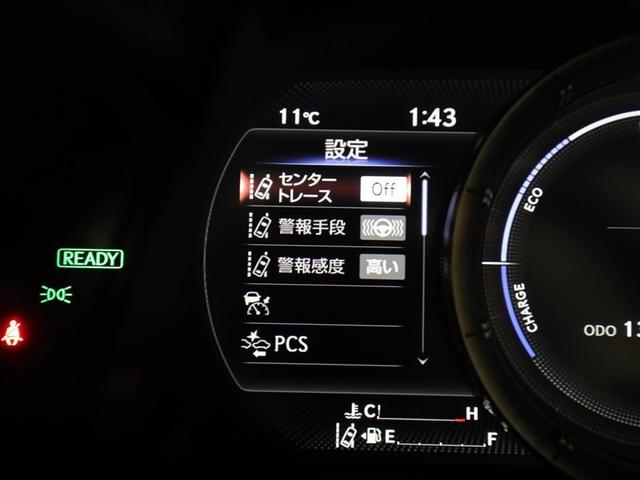 11℃ 1:43
設定
センター
トレース Off
警報手段
警報感度 高い
READY
PCS
ECO
CHARGE
ODO 13
C H
E F